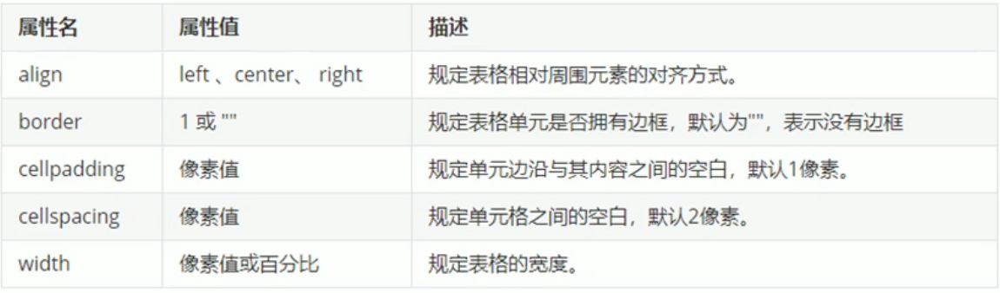 属性名 属性值 描述
align left 、center、 right 规定表格相对周围元素的对齐方式。
border 1 或 "" 规定表格单元是否拥有边框，默认为""，表示没有边框
cellpadding 像素值 规定单元边沿与其内容之间的空白，默认1像素。
cellspacing 像素值 规定单元格之间的空白，默认2像素。
width 像素值或百分比 规定表格的宽度。